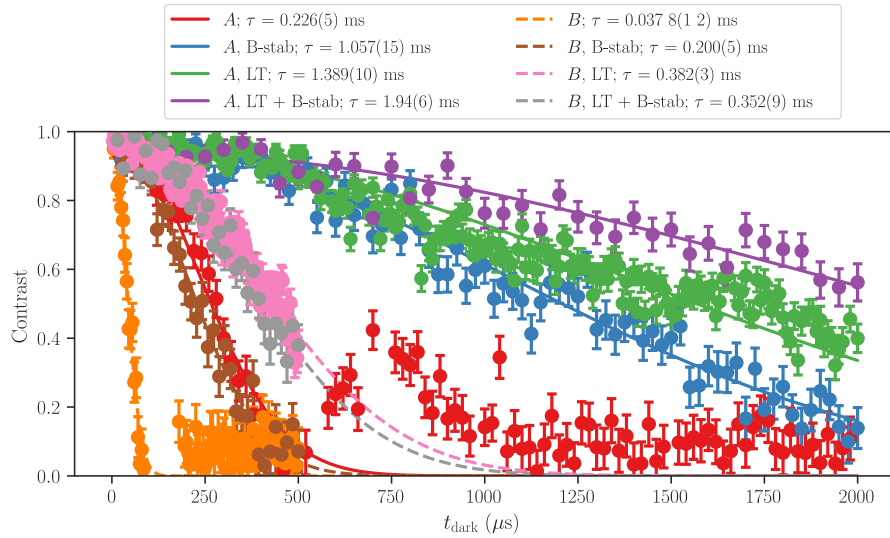 A; τ = 0.226(5) ms
A, B-stab; τ = 1.057(15) ms
A, LT; τ = 1.389(10) ms
A, LT + B-stab; τ = 1.94(6) ms
B; τ = 0.037 8(1 2) ms
B, B-stab; τ = 0.200(5) ms
B, LT; τ = 0.382(3) ms
B, LT + B-stab; τ = 0.352(9) ms
1.0
0.8
0.6
0.4
0.2
0.0
Contrast
0 250 500 750 1000 1250 1500 1750 2000
t_dark (μs)